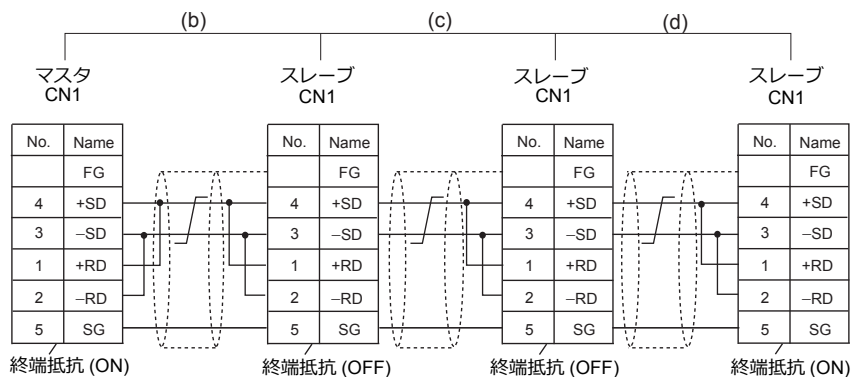 (b) (c) (d)
マスタ スレーブ スレーブ スレーブ
CN1 CN1 CN1 CN1
No. Name No. Name No. Name No. Name
FG FG FG FG
4 +SD 4 +SD 4 +SD 4 +SD
3 –SD 3 –SD 3 –SD 3 –SD
1 +RD 1 +RD 1 +RD 1 +RD
2 –RD 2 –RD 2 –RD 2 –RD
5 SG 5 SG 5 SG 5 SG
終端抵抗 (ON) 終端抵抗 (OFF) 終端抵抗 (OFF) 終端抵抗 (ON)